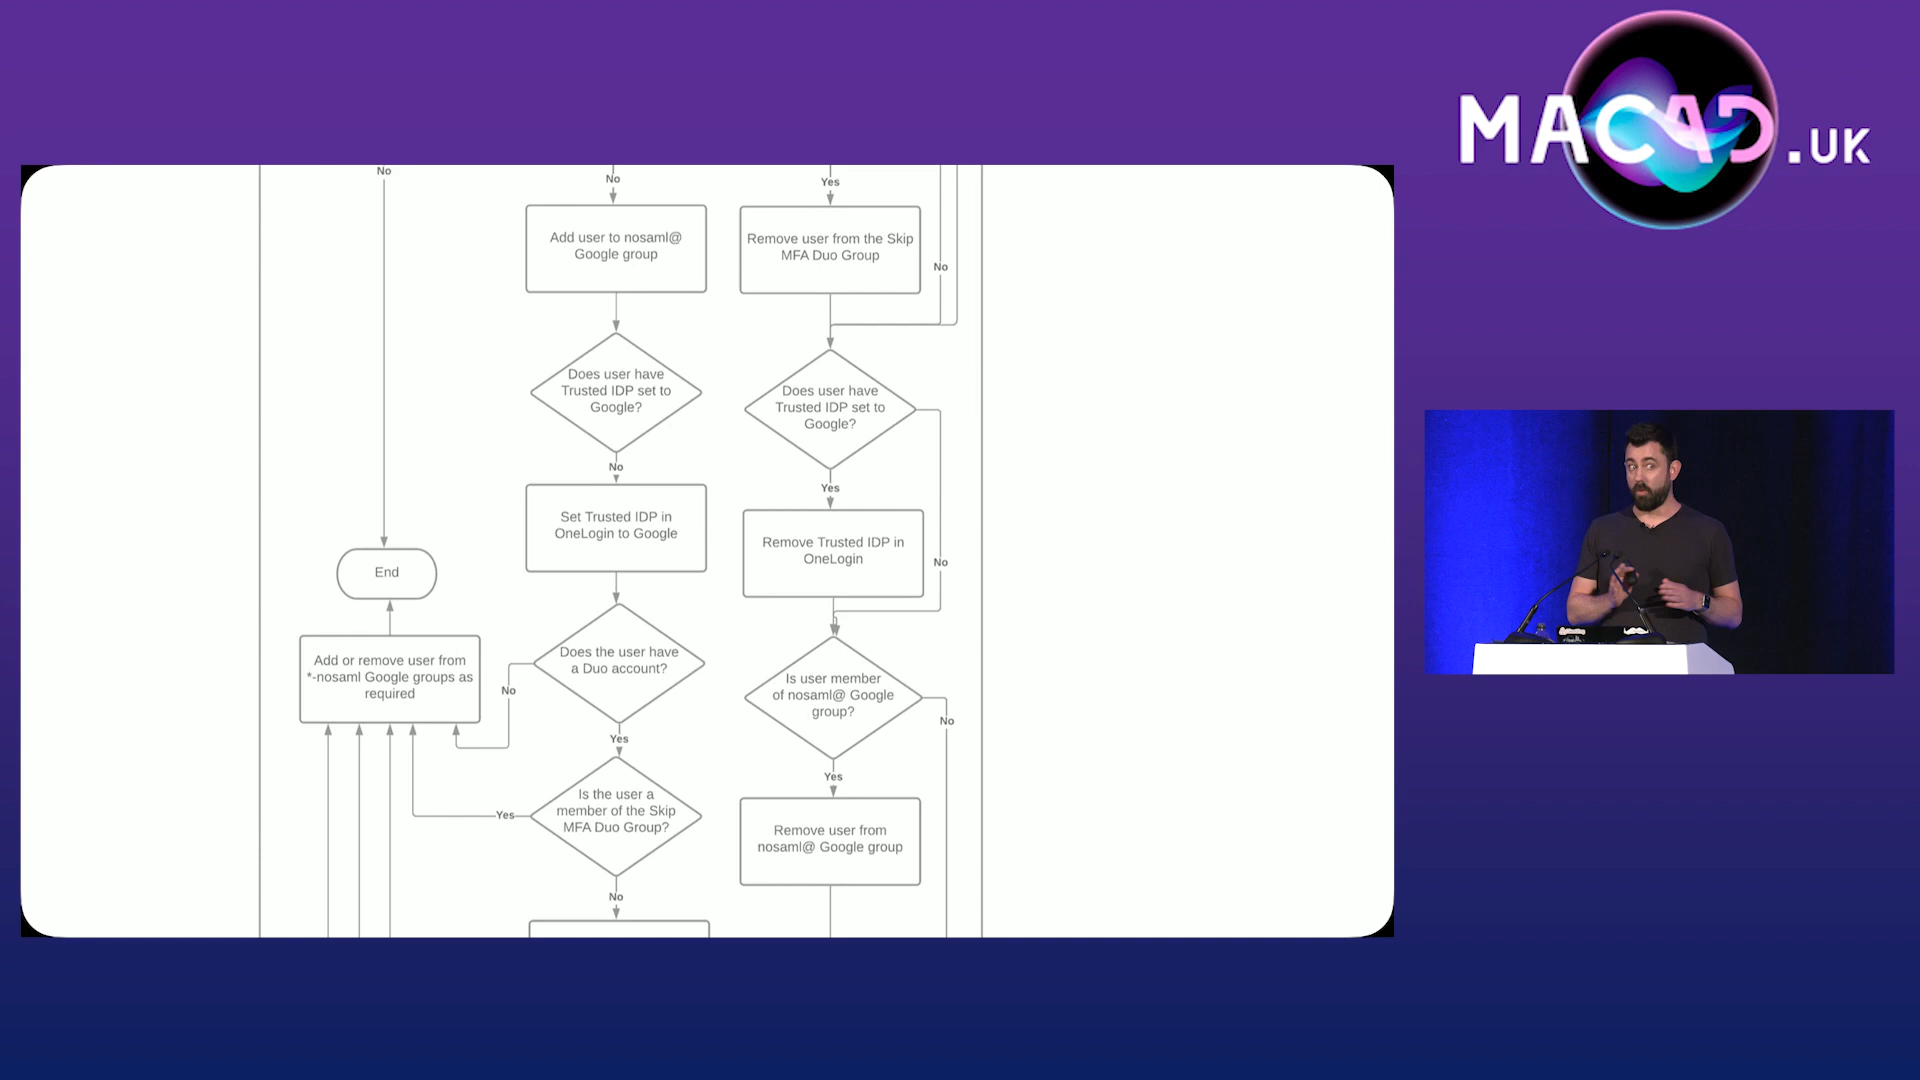 MACAD.UK
No
No
Yes
Add user to nosaml@
Google group
Remove user from the Skip
MFA Duo Group
No
Does user have
Trusted IDP set to
Google?
Does user have
Trusted IDP set to
Google?
No
Yes
Set Trusted IDP in
OneLogin to Google
Remove Trusted IDP in
OneLogin
No
End
Add or remove user from
*-nosaml Google groups as
required
No
Does the user have
a Duo account?
Is user member
of nosaml@ Google
group?
No
Yes
Yes
Is the user a
member of the Skip
MFA Duo Group?
Yes
Remove user from
nosaml@ Google group
No